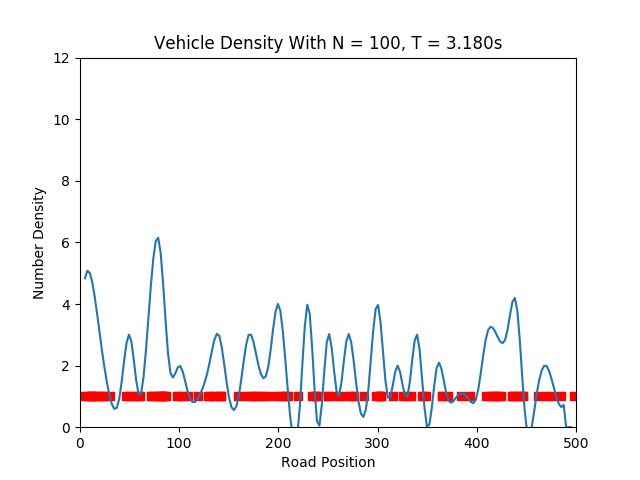 Vehicle Density With N = 100, T = 3.180s
12
10
8
6
4
2
0
Number Density
0 100 200 300 400 500
Road Position